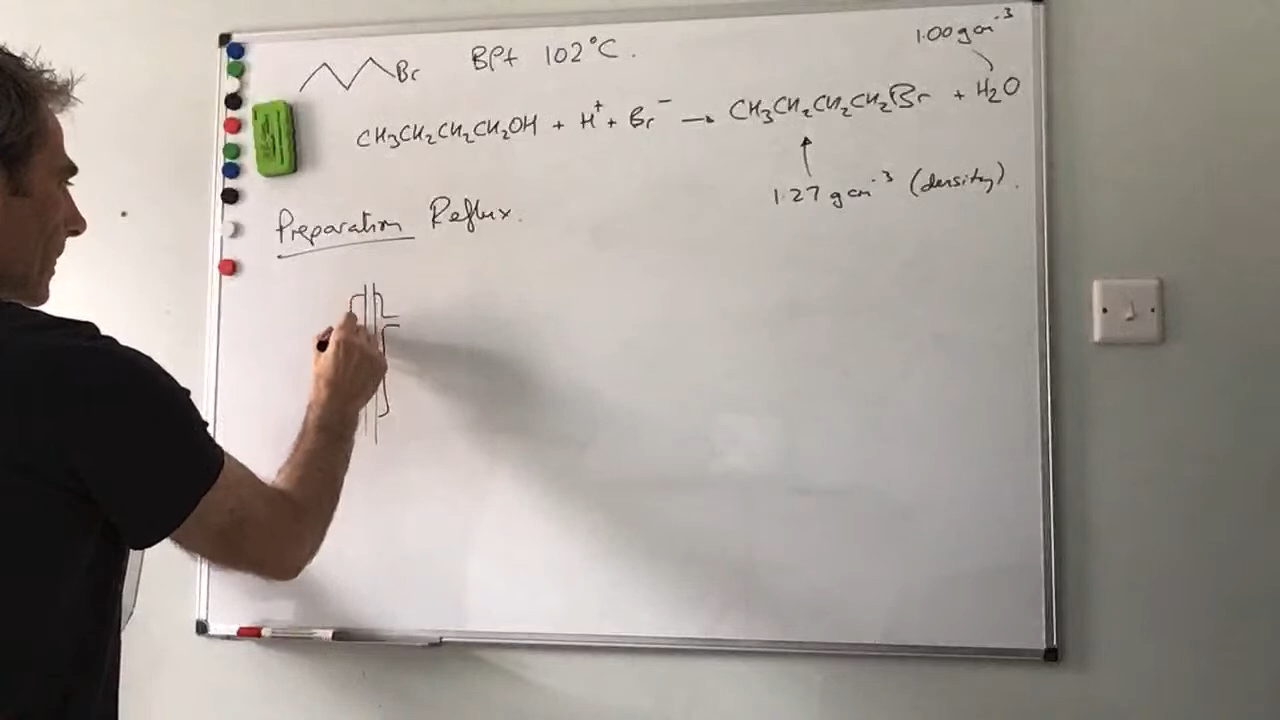 Br BPt 102°C.
1.00 g cm⁻³
CH₃CH₂CH₂CH₂OH + H⁺ + Br⁻ → CH₃CH₂CH₂CH₂Br + H₂O
1.27 g cm⁻³ (density).
Preparation Reflux.